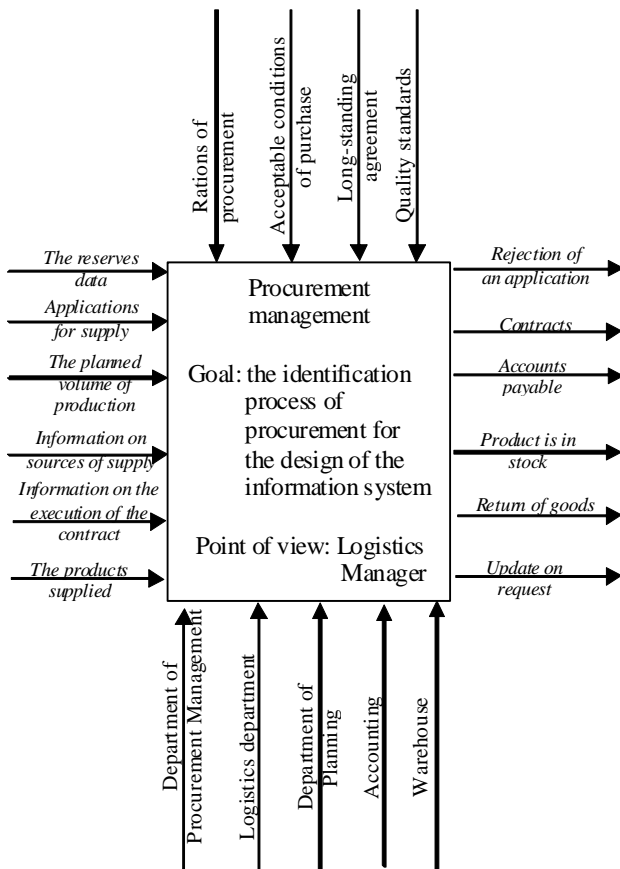 Rations of
procurement
Acceptable conditions
of purchase
Long-standing
agreement
Quality standards
The reserves
data
Applications
for supply
The planned
volume of
production
Information on
sources of supply
Information on the
execution of the
contract
The products
supplied
Procurement
management
Goal: the identification
process of
procurement for
the design of the
information system
Point of view: Logistics
Manager
Rejection of
an application
Contracts
Accounts
payable
Product is in
stock
Return of goods
Update on
request
Department of
Procurement Management
Logistics department
Department of
Planning
Accounting
Warehouse